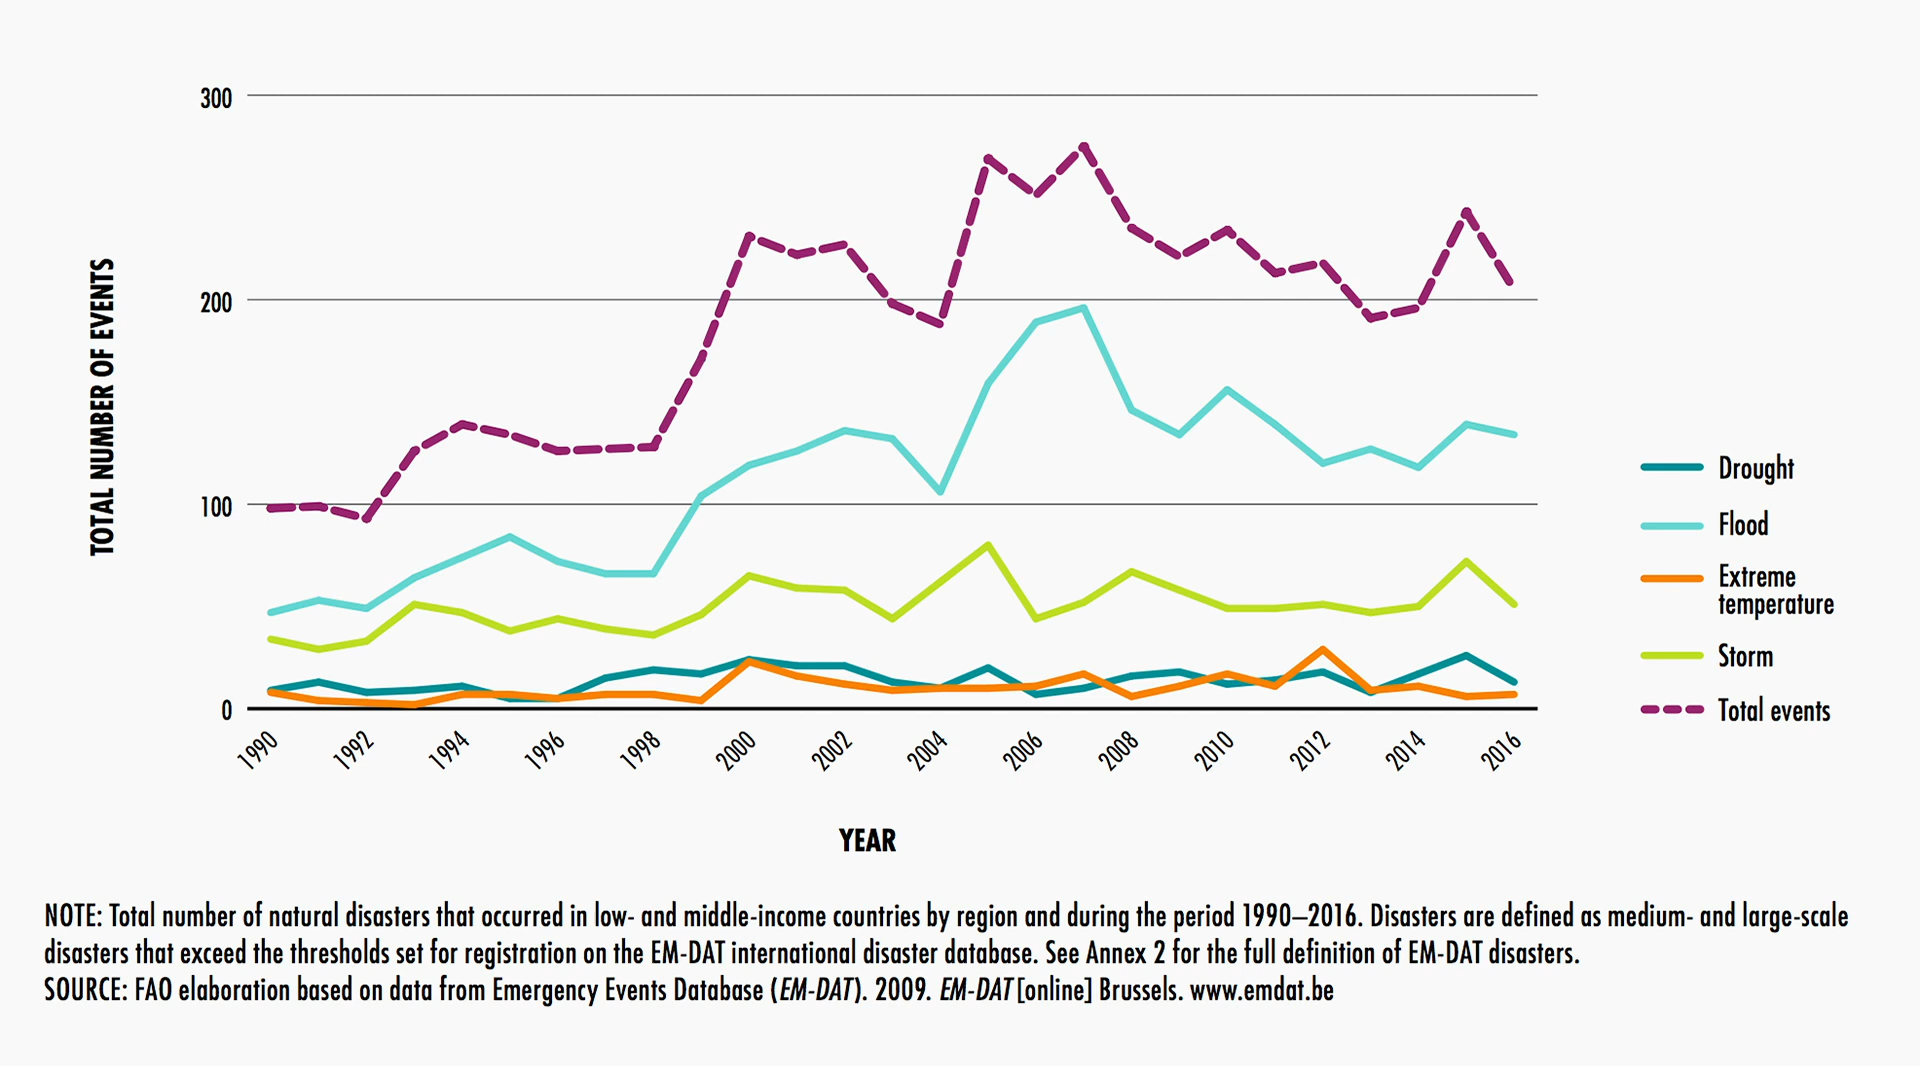 300
200
100
0
TOTAL NUMBER OF EVENTS
1990
1992
1994
1996
1998
2000
2002
2004
2006
2008
2010
2012
2014
2016
YEAR
Drought
Flood
Extreme
temperature
Storm
Total events
NOTE: Total number of natural disasters that occurred in low- and middle-income countries by region and during the period 1990–2016. Disasters are defined as medium- and large-scale
disasters that exceed the thresholds set for registration on the EM-DAT international disaster database. See Annex 2 for the full definition of EM-DAT disasters.
SOURCE: FAO elaboration based on data from Emergency Events Database (EM-DAT). 2009. EM-DAT [online] Brussels. www.emdat.be